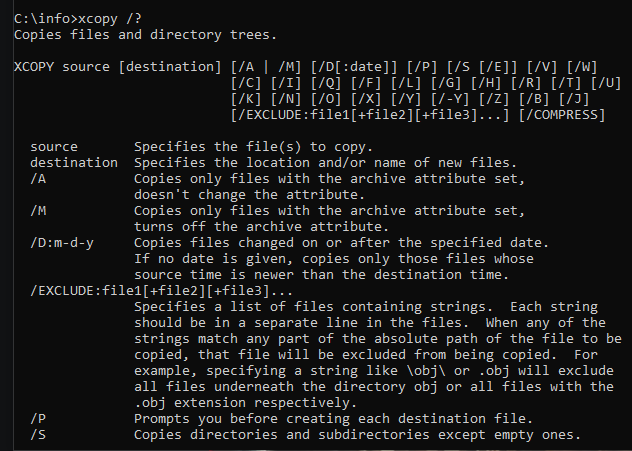 C:\info>xcopy /?
Copies files and directory trees.
XCOPY source [destination] [/A | /M] [/D[:date]] [/P] [/S [/E]] [/V] [/W]
[/C] [/I] [/Q] [/F] [/L] [/G] [/H] [/R] [/T] [/U]
[/K] [/N] [/O] [/X] [/Y] [/-Y] [/Z] [/B] [/J]
[/EXCLUDE:file1[+file2][+file3]...] [/COMPRESS]
source Specifies the file(s) to copy.
destination Specifies the location and/or name of new files.
/A Copies only files with the archive attribute set,
doesn't change the attribute.
/M Copies only files with the archive attribute set,
turns off the archive attribute.
/D:m-d-y Copies files changed on or after the specified date.
If no date is given, copies only those files whose
source time is newer than the destination time.
/EXCLUDE:file1[+file2][+file3]...
Specifies a list of files containing strings.  Each string
should be in a separate line in the files.  When any of the
strings match any part of the absolute path of the file to be
copied, that file will be excluded from being copied.  For
example, specifying a string like \obj\ or .obj will exclude
all files underneath the directory obj or all files with the
.obj extension respectively.
/P Prompts you before creating each destination file.
/S Copies directories and subdirectories except empty ones.